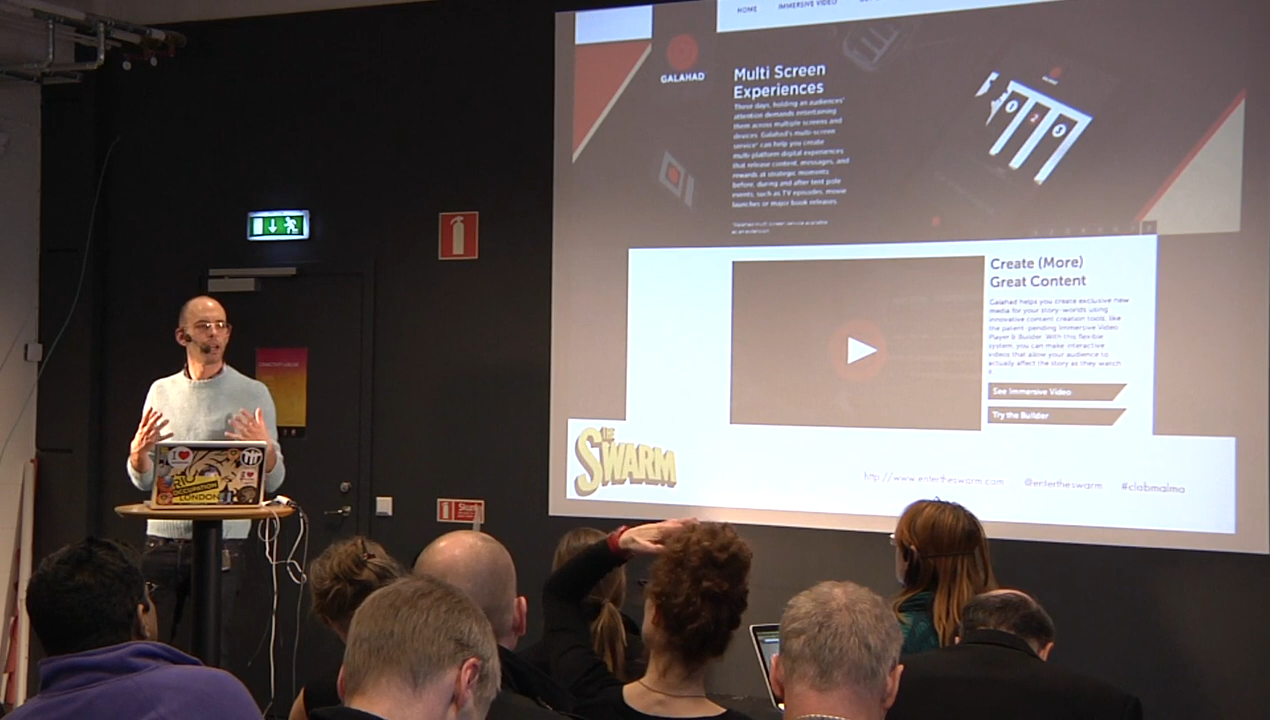 HOME IMMERSIVE VIDEO
GALAHAD
Multi Screen
Experiences
These days, holding an audiences'
attention demands entertaining
them across multiple screens and
devices. Galahad's multi-screen
service* can help you create
multi-platform digital experiences
that release content, messages, and
rewards at strategic moments
before, during and after tent pole
events, such as TV episodes, movie
launches or major book releases.
2 3
Create (More)
Great Content
Galahad helps you create exclusive new
media for your story-worlds using
innovative content creation tools, like
the patent-pending Immersive Video
Player & Builder. With this flexible
system, you can make interactive
videos that allow your audience to
actually affect the story as they watch
See Immersive Video
Try the Builder
THE
SWARM
http://www.entertheswarm.com @entertheswarm #clabmalma
I
OCCUPATION
LONDON
I